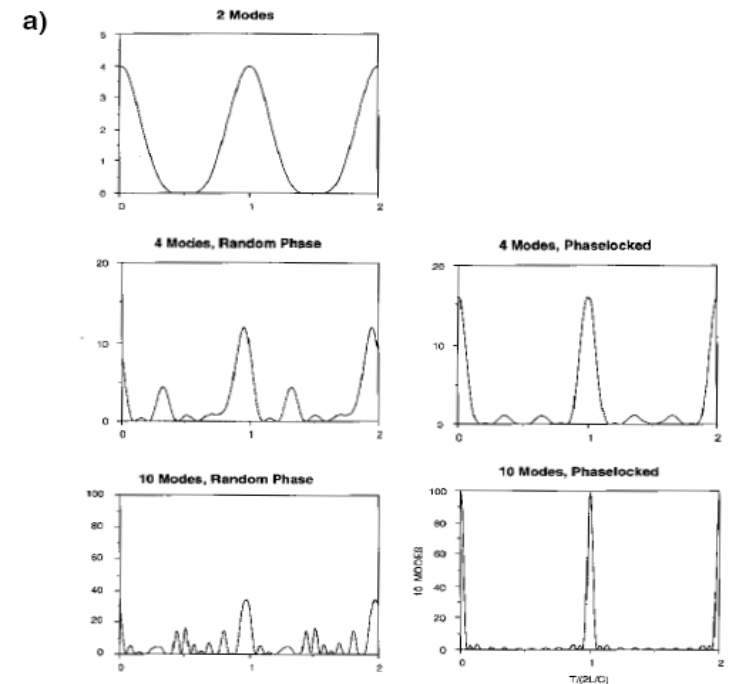 a)
2 Modes
5
4
3
2
1
0
0 1 2
4 Modes, Random Phase
20
10
0
0 1 2
4 Modes, Phaselocked
20
10
0
0 1 2
10 Modes, Random Phase
100
80
60
40
20
0
0 1 2
10 Modes, Phaselocked
10 MODES
100
80
60
40
20
0
0 1 2
T/(2L/C)